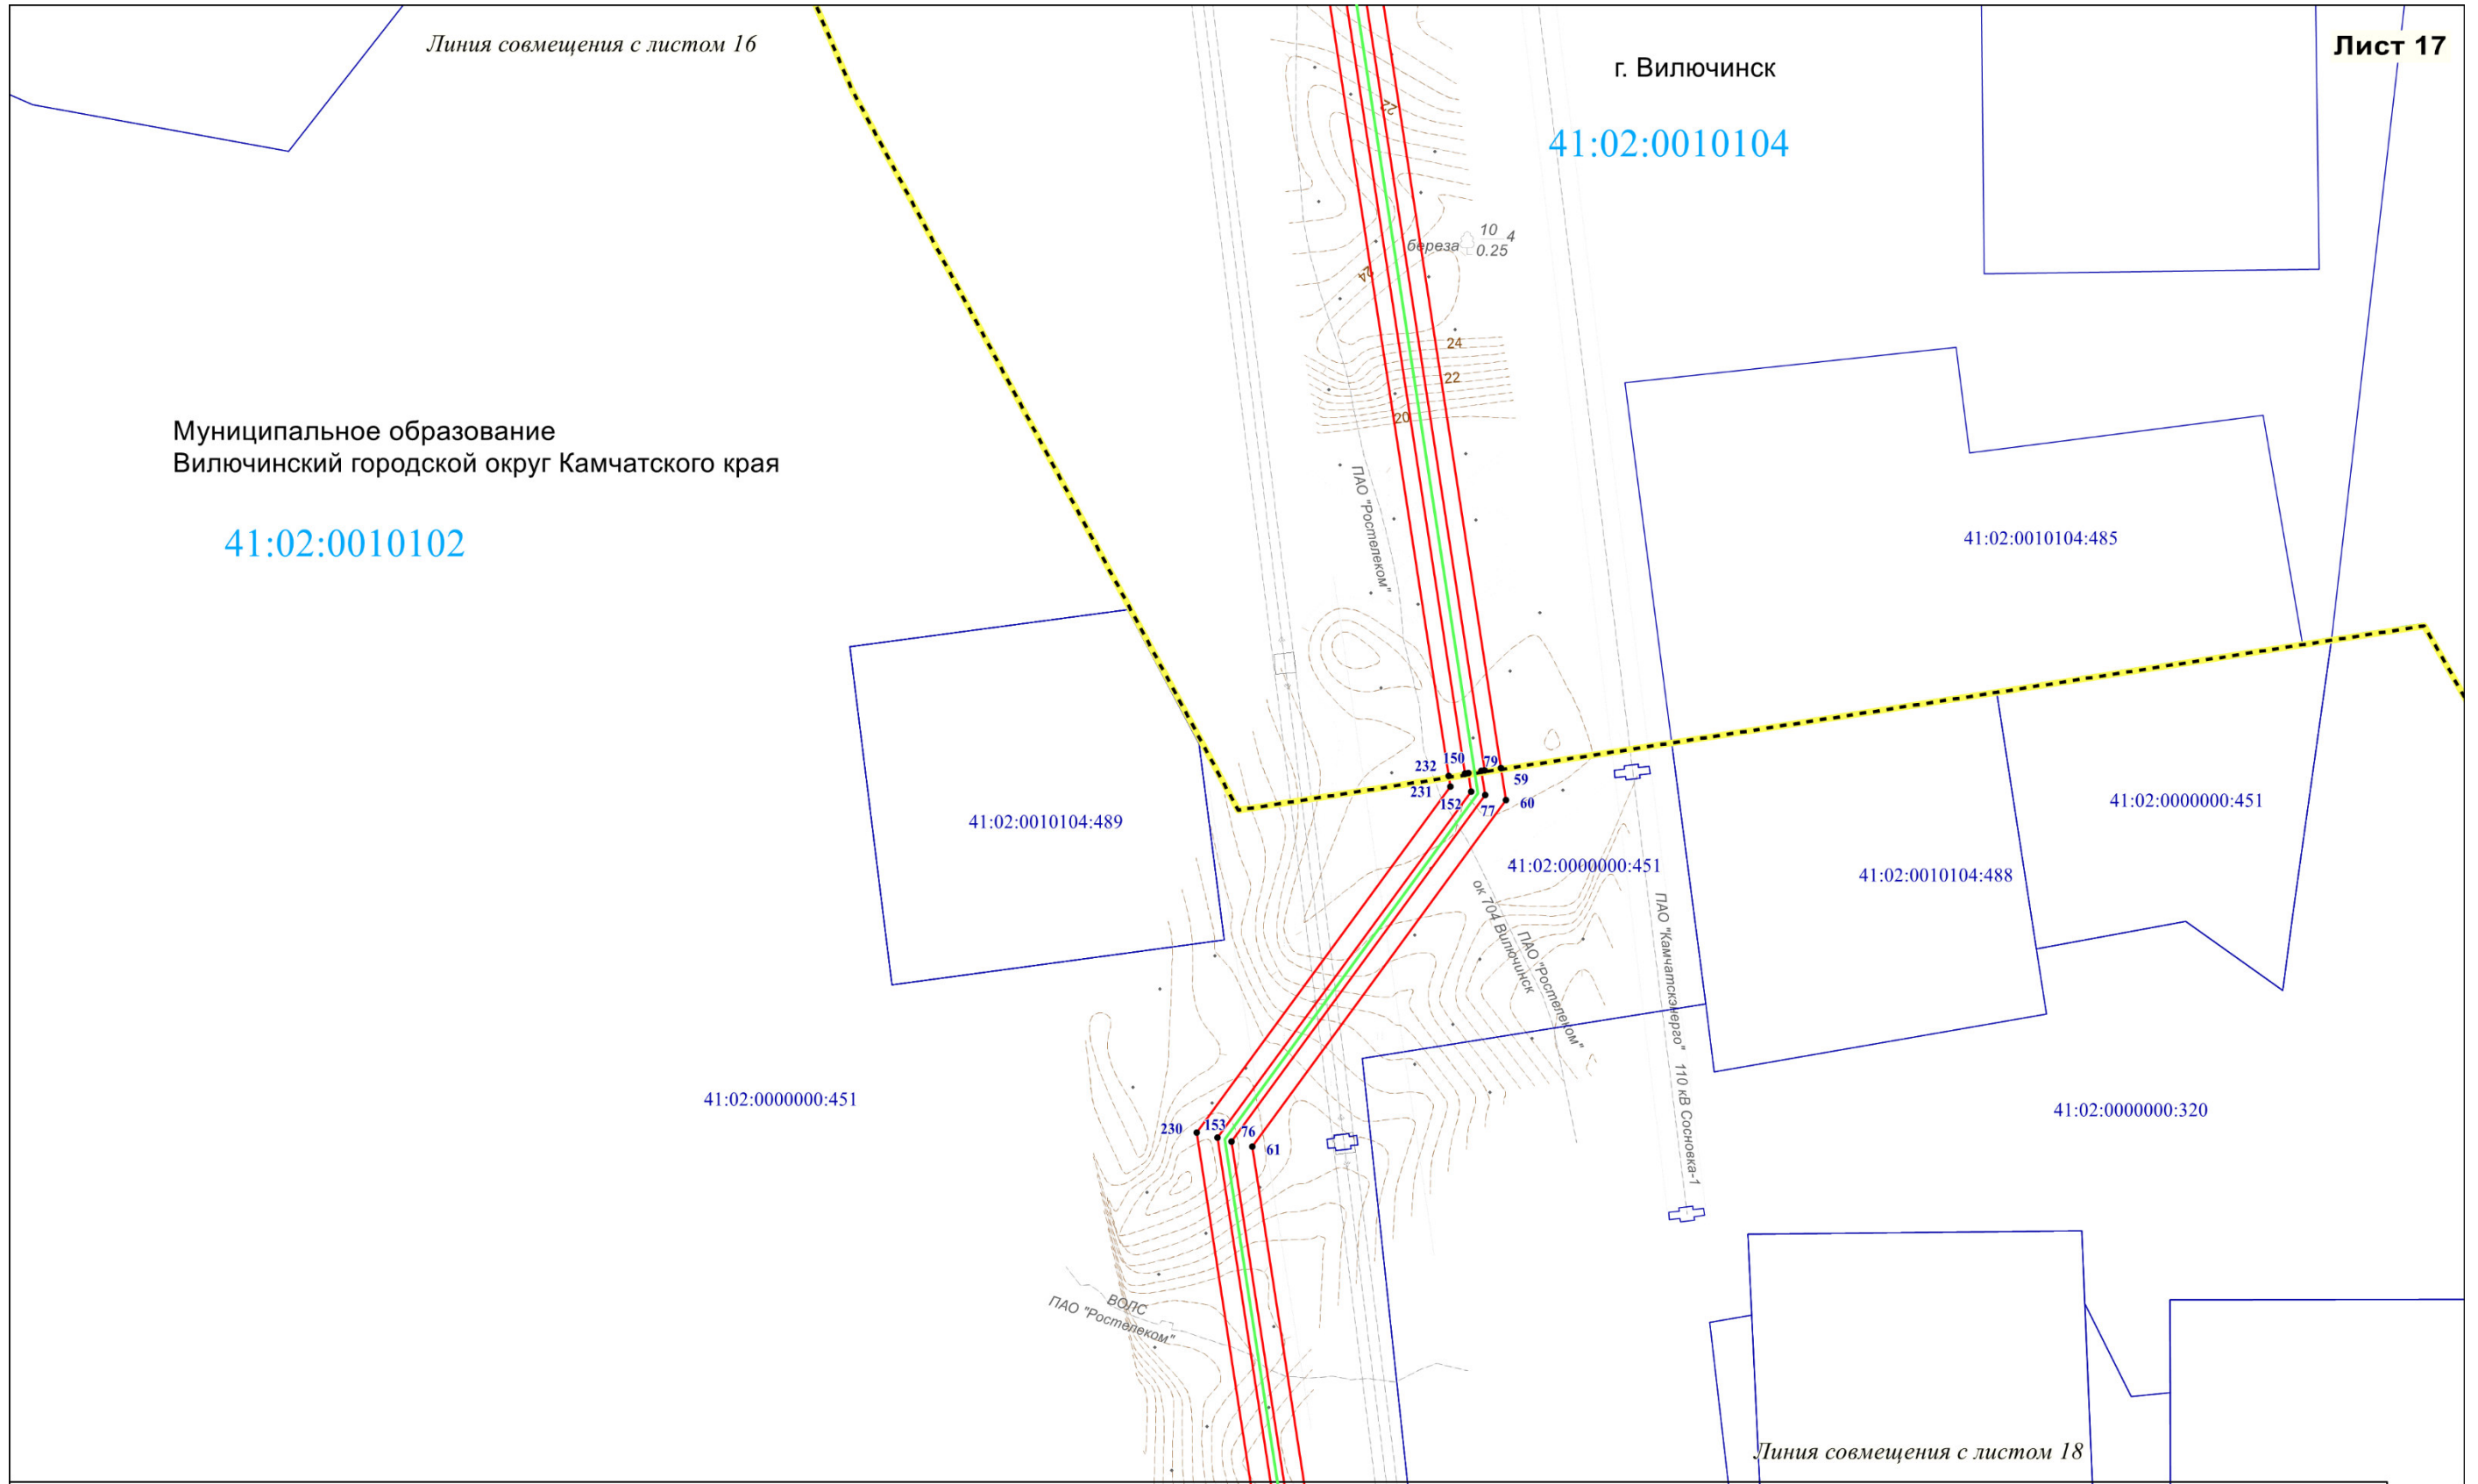 Линия совмещения с листом 16
Лист 17
г. Вилючинск
41:02:0010104
22
береза
10
0.25
4
24
24
22
20
Муниципальное образование
Вилючинский городской округ Камчатского края
41:02:0010102
ПАО "Ростелеком"
41:02:0010104:485
232
150
79
59
231
152
77
60
41:02:0010104:489
41:02:0000000:451
41:02:0000000:451
41:02:0010104:488
ок 704 Вилючинск
ПАО "Ростелеком"
ПАО "Камчатскэнерго" 110 кВ Сосновка-1
41:02:0000000:451
41:02:0000000:320
230
153
76
61
ВОЛС
ПАО "Ростелеком"
Линия совмещения с листом 18